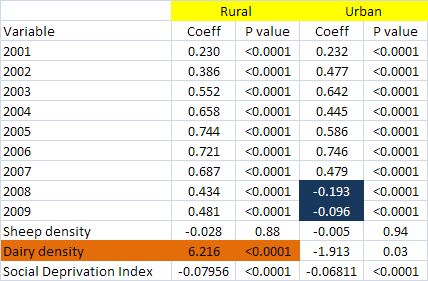 Rural Urban
Variable Coeff P value Coeff P value
2001 0.230 <0.0001 0.232 <0.0001
2002 0.386 <0.0001 0.477 <0.0001
2003 0.552 <0.0001 0.642 <0.0001
2004 0.658 <0.0001 0.445 <0.0001
2005 0.744 <0.0001 0.586 <0.0001
2006 0.721 <0.0001 0.746 <0.0001
2007 0.687 <0.0001 0.479 <0.0001
2008 0.434 <0.0001 -0.193 <0.0001
2009 0.481 <0.0001 -0.096 <0.0001
Sheep density -0.028 0.88 -0.005 0.94
Dairy density 6.216 <0.0001 -1.913 0.03
Social Deprivation Index -0.07956 <0.0001 -0.06811 <0.0001